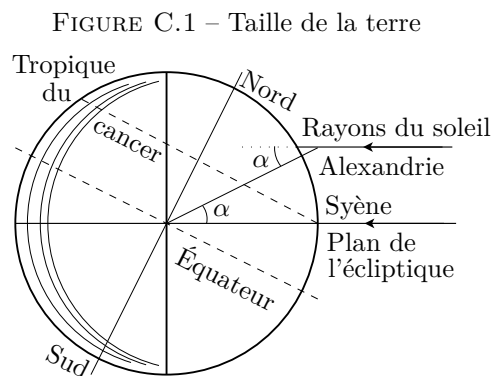 FIGURE C.1 – Taille de la terre
Tropique
du
cancer
Nord
Rayons du soleil
α
Alexandrie
α
Syène
Plan de
l'écliptique
Équateur
Sud